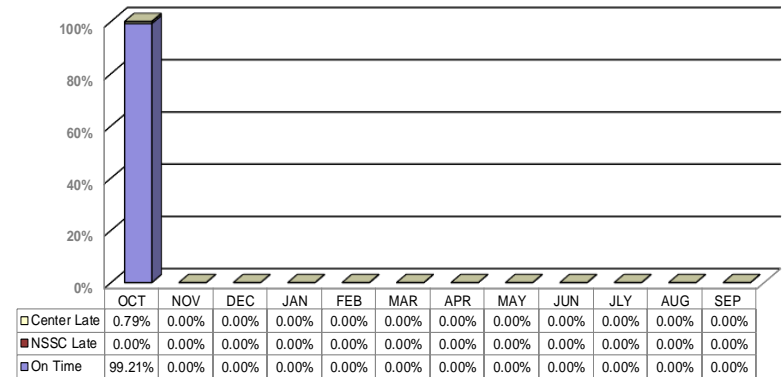 100%
80%
60%
40%
20%
0%
OCT NOV DEC JAN FEB MAR APR MAY JUN JLY AUG SEP
Center Late 0.79% 0.00% 0.00% 0.00% 0.00% 0.00% 0.00% 0.00% 0.00% 0.00% 0.00% 0.00%
NSSC Late 0.00% 0.00% 0.00% 0.00% 0.00% 0.00% 0.00% 0.00% 0.00% 0.00% 0.00% 0.00%
On Time 99.21% 0.00% 0.00% 0.00% 0.00% 0.00% 0.00% 0.00% 0.00% 0.00% 0.00% 0.00%